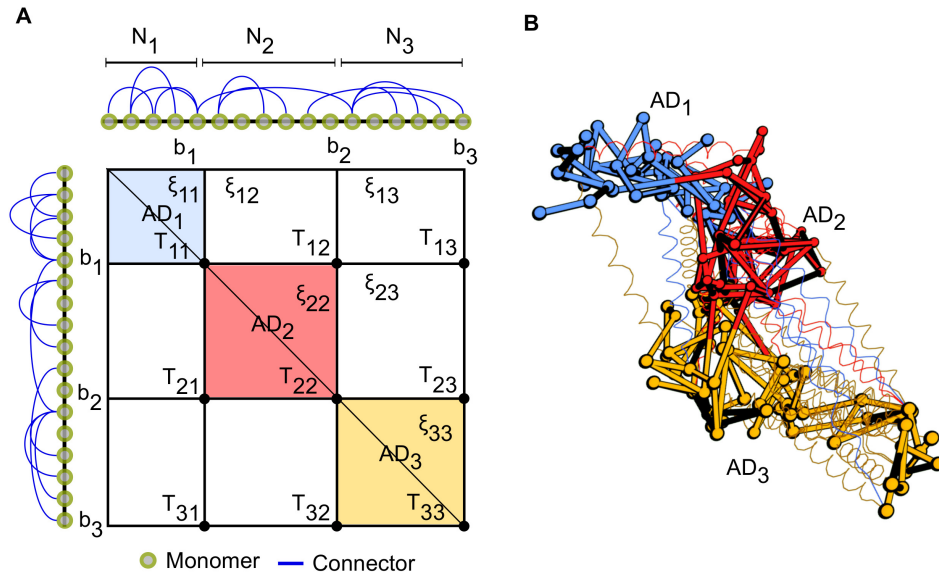 A
N₁ N₂ N₃
b₁ b₂ b₃
ξ₁₁ ξ₁₂ ξ₁₃
AD₁
T₁₁ T₁₂ T₁₃
b₁
ξ₂₂ ξ₂₃
AD₂
T₂₁ T₂₂ T₂₃
b₂
ξ₃₃
AD₃
T₃₁ T₃₂ T₃₃
b₃
Monomer Connector
B
AD₁
AD₂
AD₃